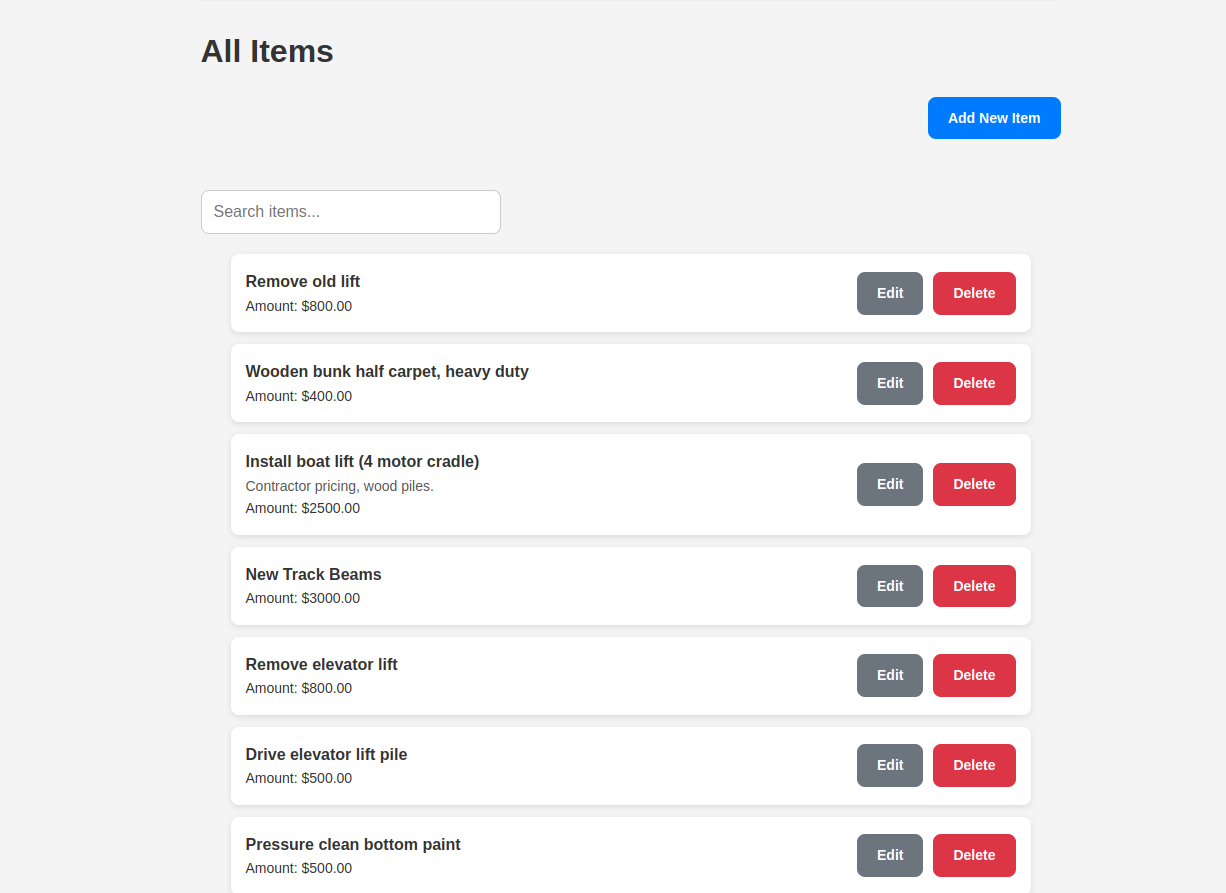 All Items
Add New Item
Search items...
Remove old lift
Amount: $800.00
Edit
Delete
Wooden bunk half carpet, heavy duty
Amount: $400.00
Edit
Delete
Install boat lift (4 motor cradle)
Contractor pricing, wood piles.
Amount: $2500.00
Edit
Delete
New Track Beams
Amount: $3000.00
Edit
Delete
Remove elevator lift
Amount: $800.00
Edit
Delete
Drive elevator lift pile
Amount: $500.00
Edit
Delete
Pressure clean bottom paint
Amount: $500.00
Edit
Delete